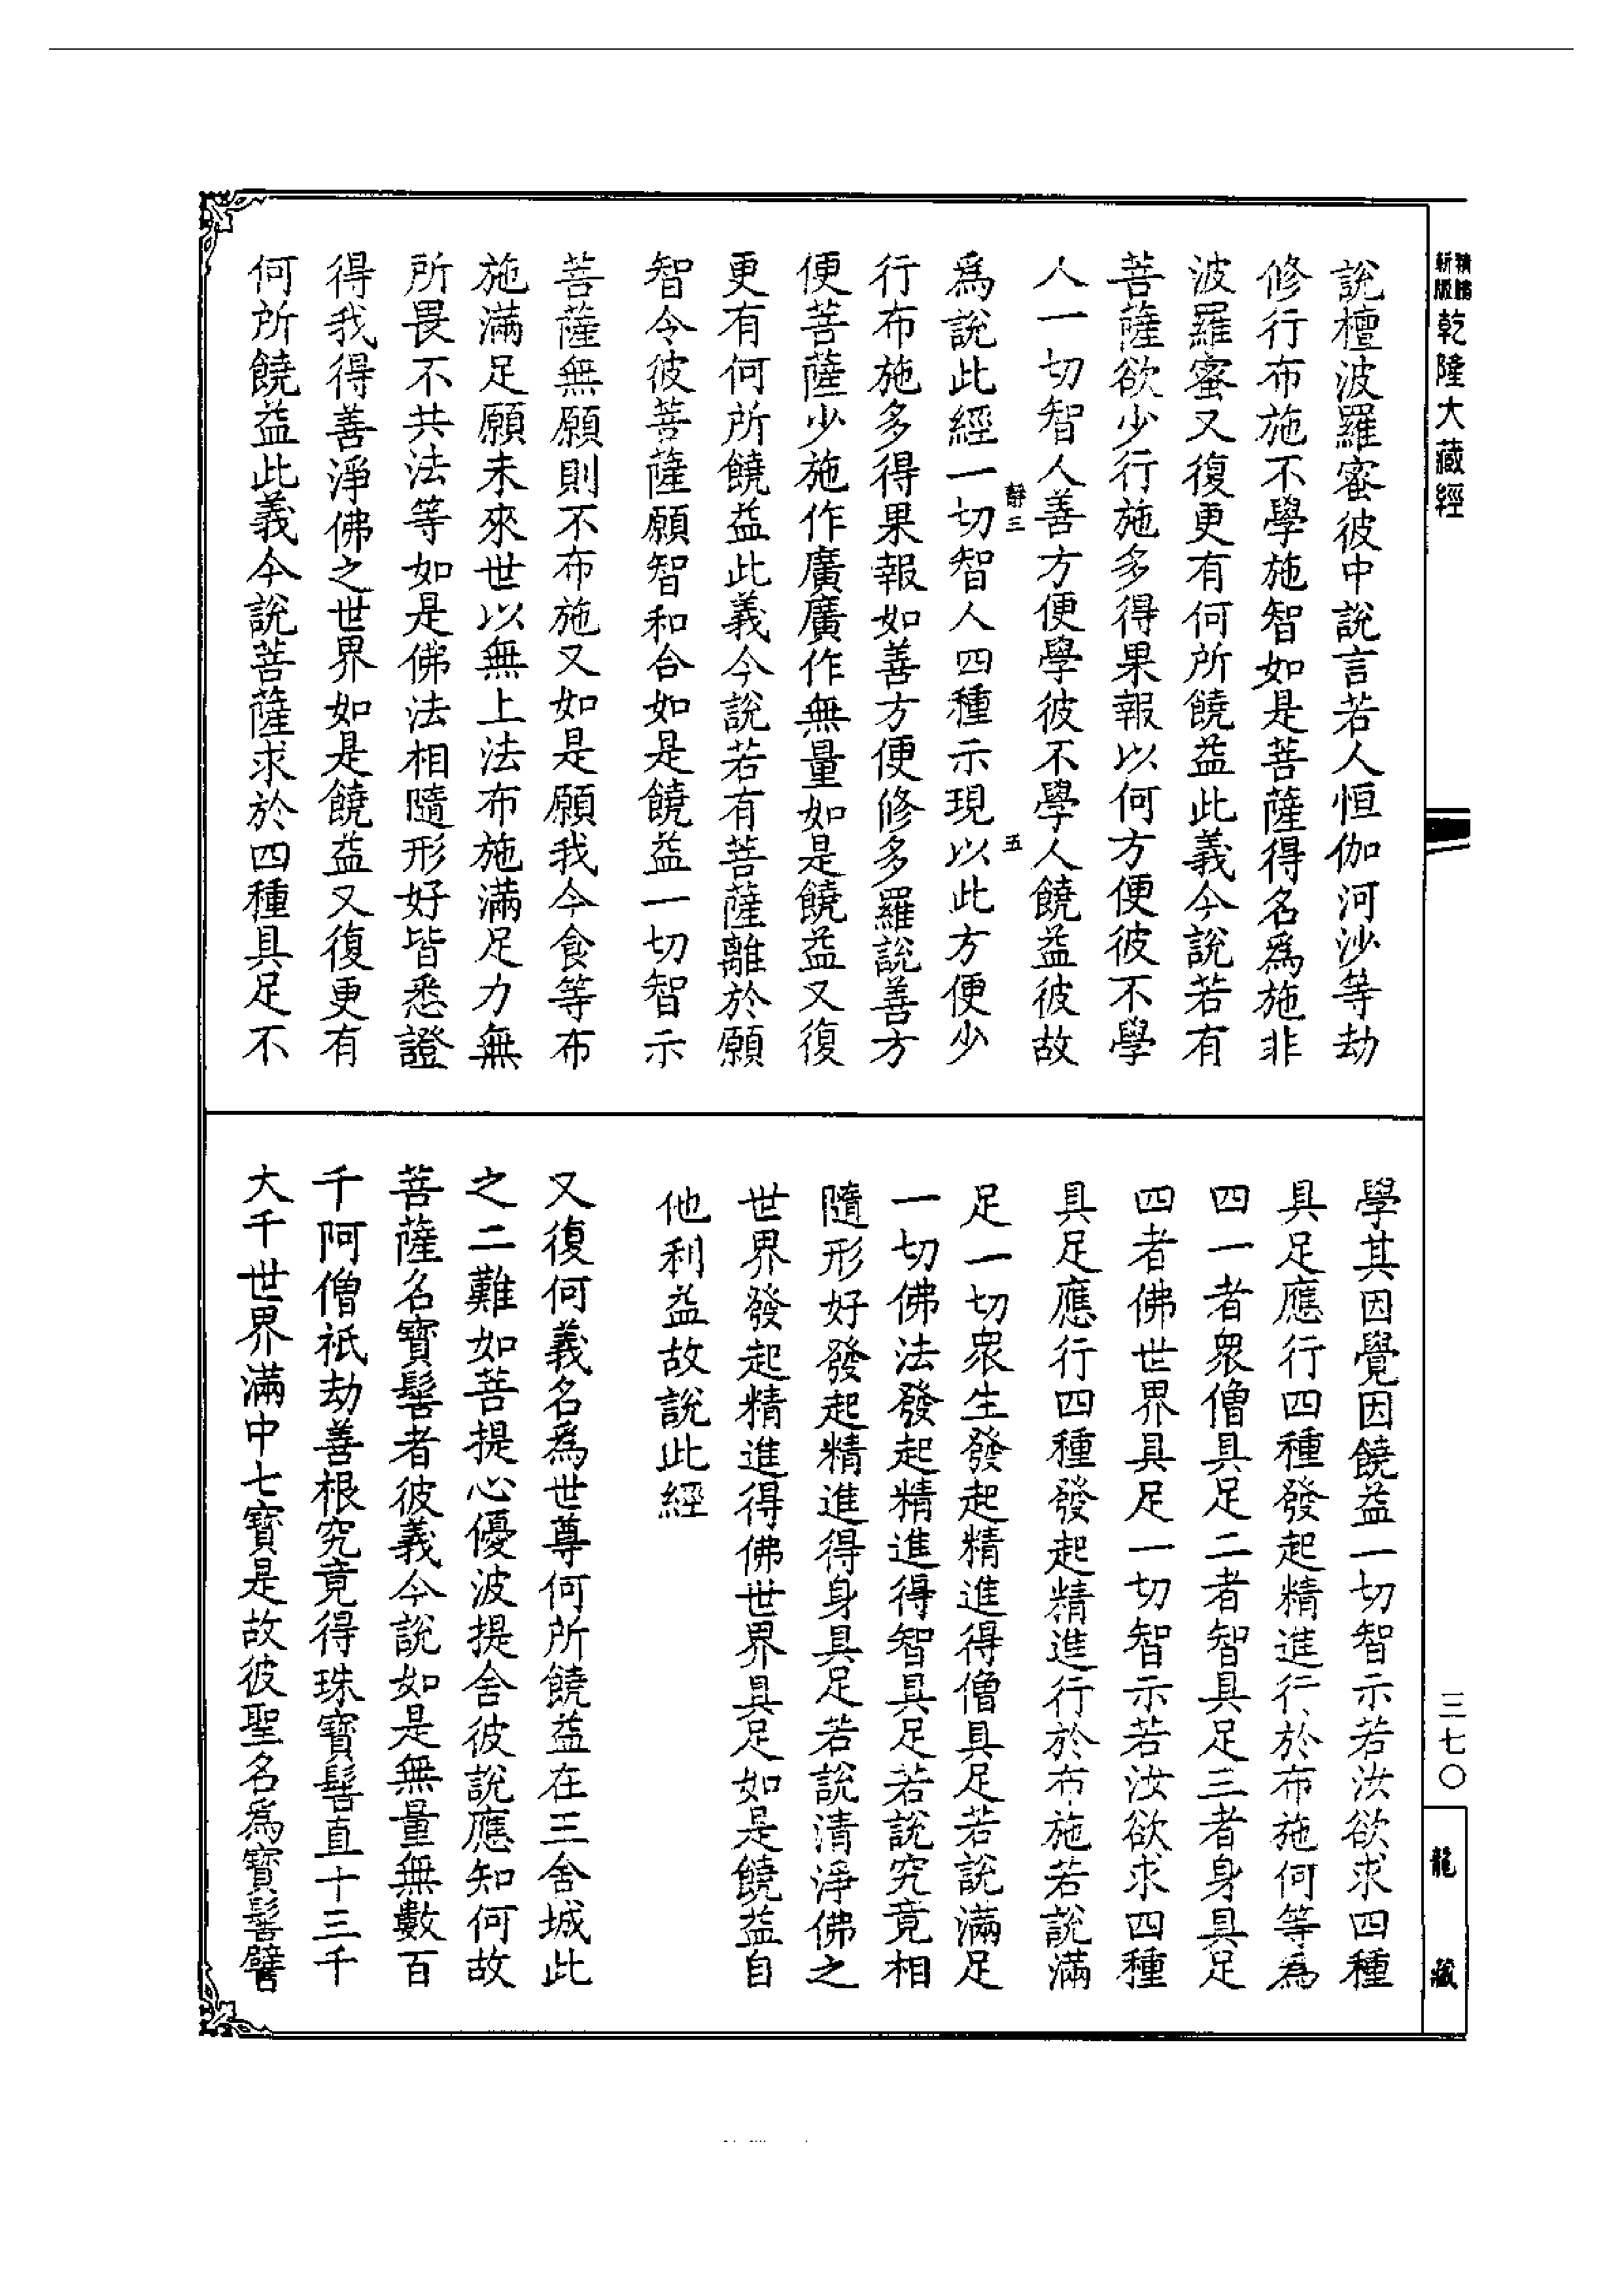 新版
精縮
乾隆大藏經
說檀波羅蜜彼中說言若人恒伽河沙等劫
修行布施不學施智如是菩薩得名爲施非
波羅蜜又復更有何所饒益此義今說若有
菩薩欲少行施多得果報以何方便彼不學
人一切智人善方便學彼不學人饒益彼故
靜三
五
爲說此經一切智人四種示現以此方便少
行布施多得果報如善方便修多羅說善方
便菩薩少施作廣廣作無量如是饒益又復
更有何所饒益此義今說若有菩薩離於願
智令彼菩薩願智和合如是饒益一切智示
菩薩無願則不布施又如是願我今食等布
施滿足願未來世以無上法布施滿足力無
所畏不共法等如是佛法相隨形好皆悉證
得我得善淨佛之世界如是饒益又復更有
何所饒益此義今說菩薩求於四種具足不
學其因覺因饒益一切智示若汝欲求四種
具足應行四種發起精進行於布施何等為
四一者眾僧具足二者智具足三者身具足
四者佛世界具足一切智示若汝欲求四種
具足應行四種發起精進行於布施若說滿
足一切眾生發起精進得僧具足若說滿足
一切佛法發起精進得智具足若說究竟相
隨形好發起精進得身具足若說清淨佛之
世界發起精進得佛世界具足如是饒益自
他利益故說此經
又復何義名爲世尊何所饒益在三舍城此
之二難如菩提心優波提舍彼說應知何故
菩薩名寶髻者彼義今說如是無量無數百
千阿僧祇劫善根究竟得珠寶髻直十三千
大千世界滿中七寶是故彼聖名爲寶髻譬
三七〇
龍藏